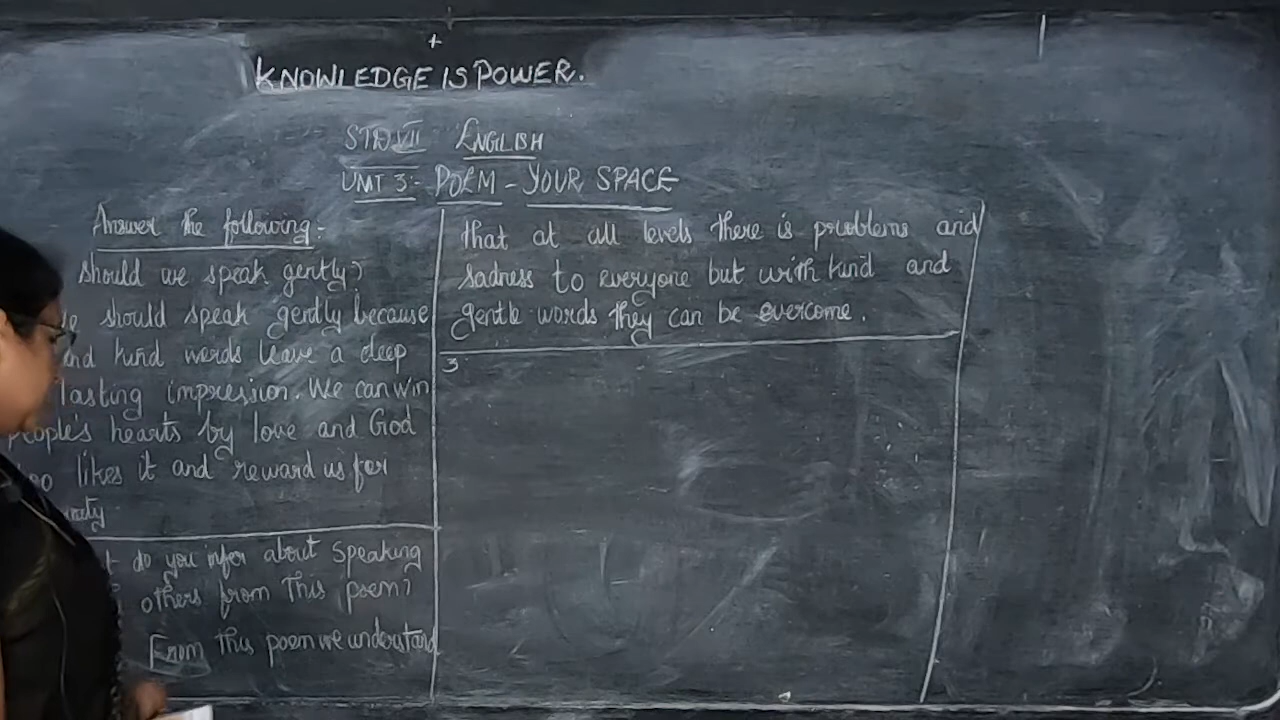 +
KNOWLEDGE IS POWER.
STD VII ENGLISH
UNIT 3:- POEM - YOUR SPACE
Answer the following:-
should we speak gently?
should speak gently because
kind words leave a deep
lasting impression. We can win
people's hearts by love and God
likes it and reward us for
do you infer about speaking
others from this poem?
From this poem we understand
that at all levels there is problems and
sadness to everyone but with kind and
gentle words they can be overcome.
3